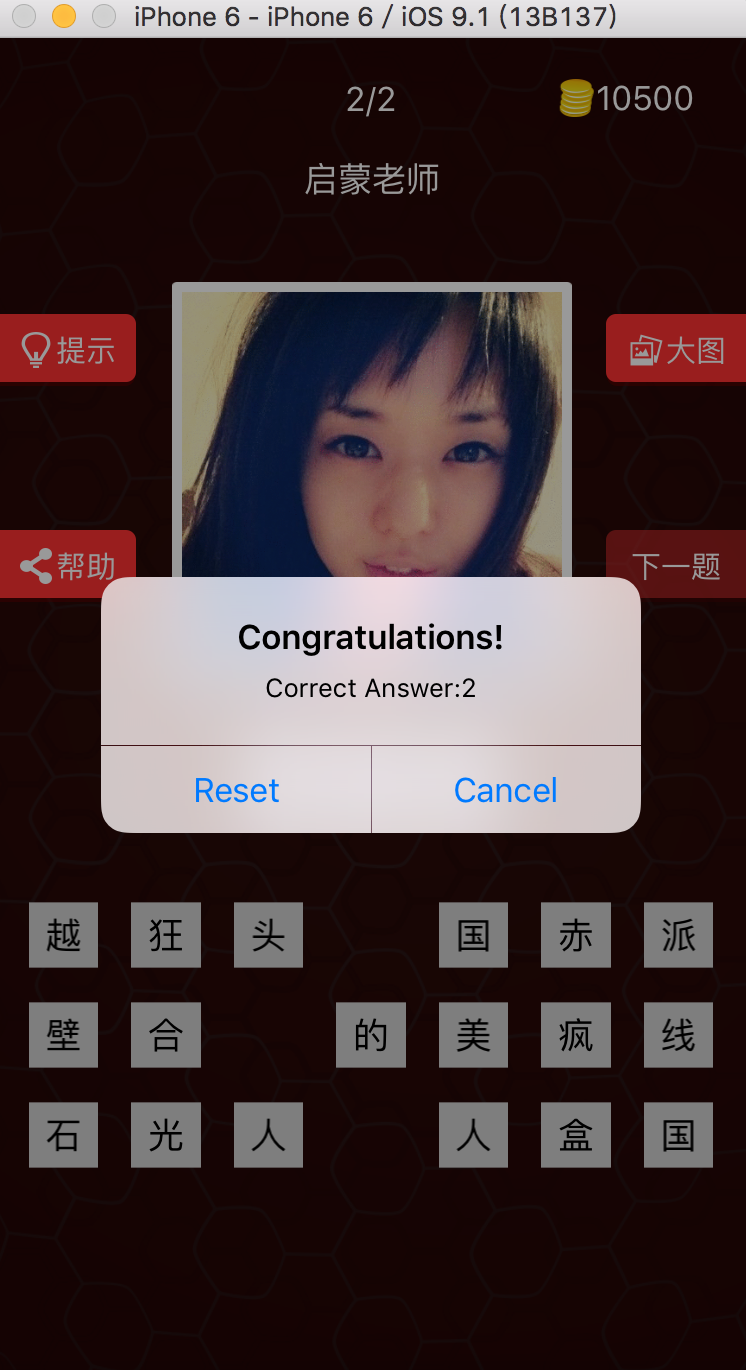 iPhone 6 - iPhone 6 / iOS 9.1 (13B137)
2/2 10500
启蒙老师
提示 大图
帮助 下一题
Congratulations!
Correct Answer:2
Reset Cancel
越 狂 头 国 赤 派
壁 合 的 美 疯 线
石 光 人 人 盒 国